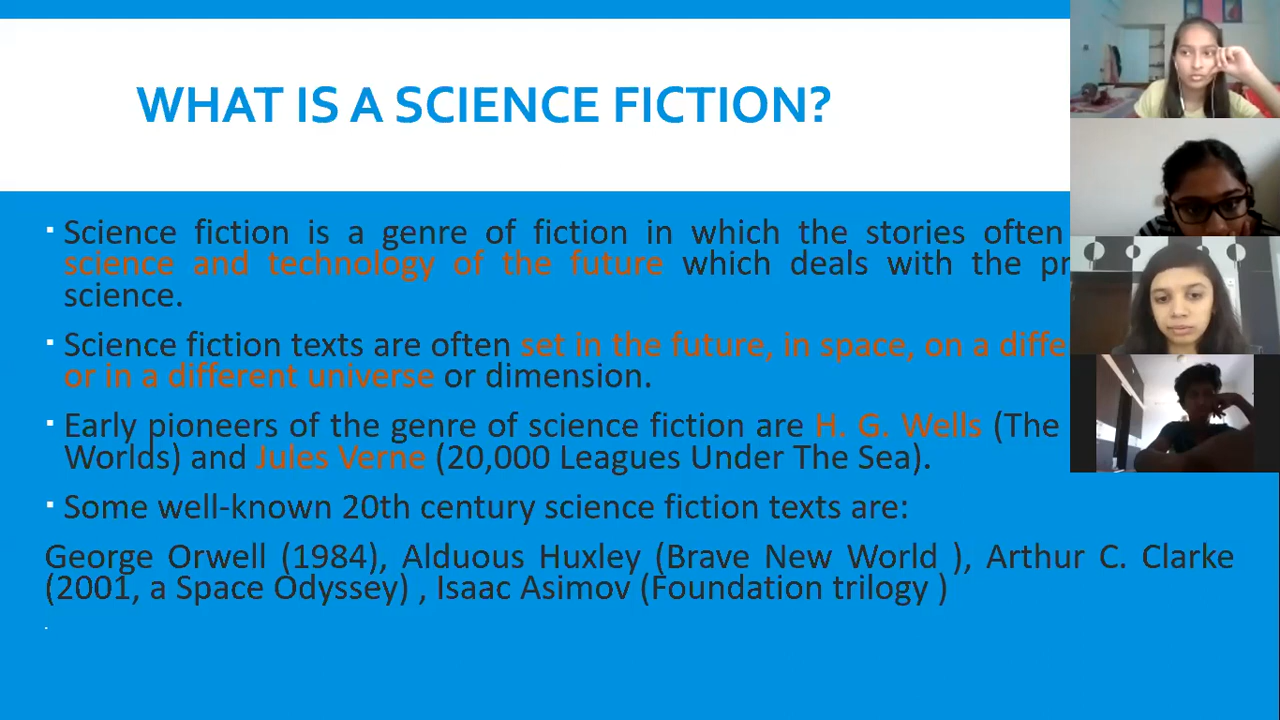 WHAT IS A SCIENCE FICTION?
Science fiction is a genre of fiction in which the stories often
science and technology of the future which deals with the
science.
Science fiction texts are often set in the future, in space, on a
or in a different universe or dimension.
Early pioneers of the genre of science fiction are H. G. Wells (The
Worlds) and Jules Verne (20,000 Leagues Under The Sea).
Some well-known 20th century science fiction texts are:
George Orwell (1984), Alduous Huxley (Brave New World ), Arthur C. Clarke
(2001, a Space Odyssey) , Isaac Asimov (Foundation trilogy )
.